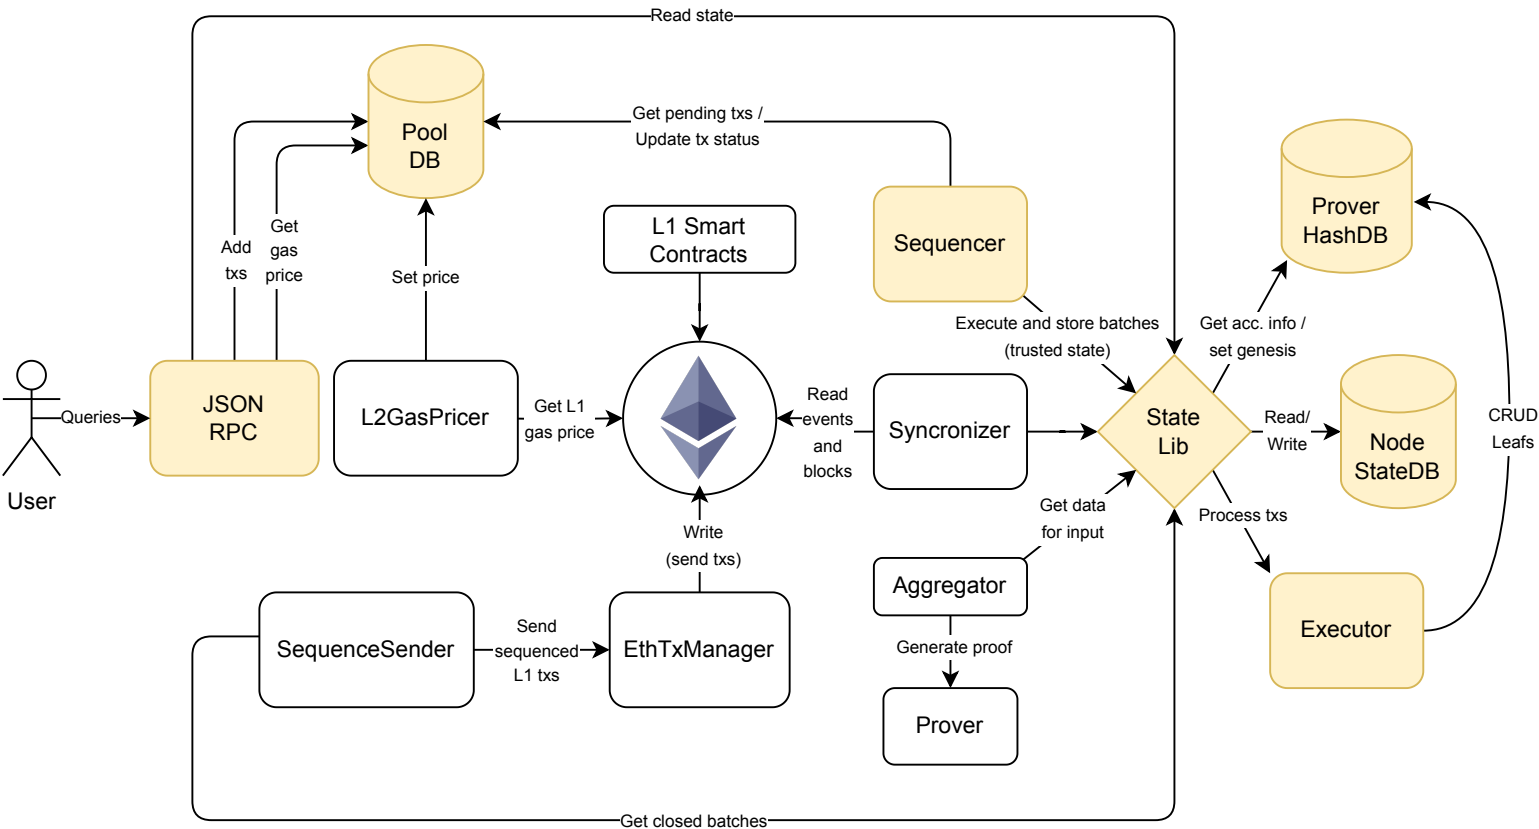 Read state
Pool
DB
Get pending txs /
Update tx status
Add
txs
Get
gas
price
Set price
L1 Smart
Contracts
Sequencer
Prover
HashDB
Execute and store batches
(trusted state)
Get acc. info /
set genesis
Queries
User
JSON
RPC
L2GasPricer
Get L1
gas price
Read
events
and
blocks
Syncronizer
State
Lib
Read/
Write
Node
StateDB
CRUD
Leafs
Write
(send txs)
Get data
for input
Process txs
Aggregator
Generate proof
Prover
SequenceSender
Send
sequenced
L1 txs
EthTxManager
Executor
Get closed batches